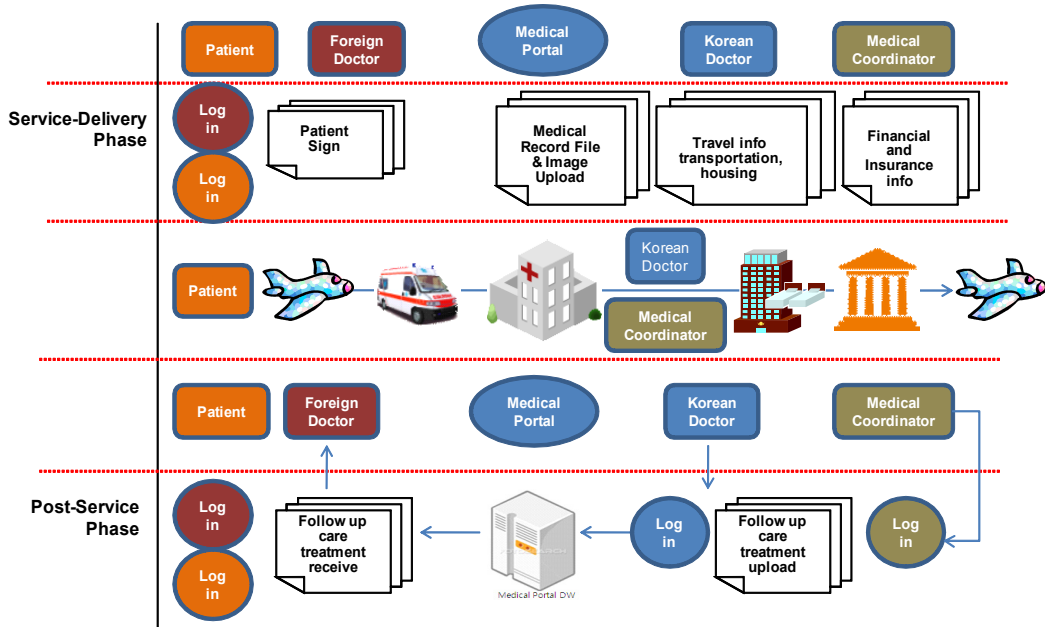 Patient
Foreign
Doctor
Medical
Portal
Korean
Doctor
Medical
Coordinator
Service-Delivery
Phase
Log
in
Log
in
Patient
Sign
Medical
Record File
& Image
Upload
Travel info
transportation,
housing
Financial
and
Insurance
info
Patient
Korean
Doctor
Medical
Coordinator
Patient
Foreign
Doctor
Medical
Portal
Korean
Doctor
Medical
Coordinator
Post-Service
Phase
Log
in
Log
in
Follow up
care
treatment
receive
Medical Portal DW
Log
in
Follow up
care
treatment
upload
Log
in